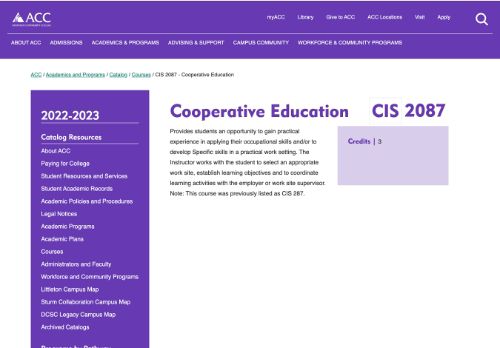 ACC
myACC Library Give to ACC ACC Locations Visit Apply
ABOUT ACC ADMISSIONS ACADEMICS & PROGRAMS ADVISING & SUPPORT CAMPUS COMMUNITY WORKFORCE & COMMUNITY PROGRAMS
ACC / Academics and Programs / Catalog / Courses / CIS 2087 - Cooperative Education
2022-2023
Catalog Resources
About ACC
Paying for College
Student Resources and Services
Student Academic Records
Academic Policies and Procedures
Legal Notices
Academic Programs
Academic Plans
Courses
Administrators and Faculty
Workforce and Community Programs
Littleton Campus Map
Sturm Collaboration Campus Map
DCSC Legacy Campus Map
Archived Catalogs
Cooperative Education CIS 2087
Provides students an opportunity to gain practical
experience in applying their occupational skills and/or to
develop Specific skills in a practical work setting. The
Instructor works with the student to select an appropriate
work site, establish learning objectives and to coordinate
learning activities with the employer or work site supervisor.
Note: This course was previously listed as CIS 287.
Credits | 3